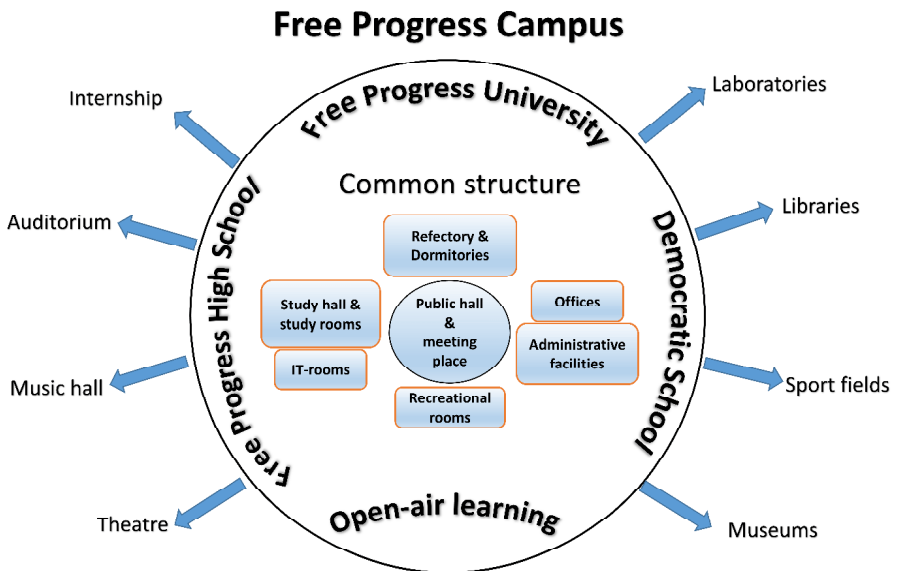 Free Progress Campus
Free Progress University
Internship
Laboratories
Auditorium
Libraries
Music hall
Sport fields
Theatre
Museums
Free Progress High School
Democratic School
Open-air learning
Common structure
Refectory &
Dormitories
Study hall &
study rooms
IT-rooms
Public hall
&
meeting
place
Offices
Administrative
facilities
Recreational
rooms